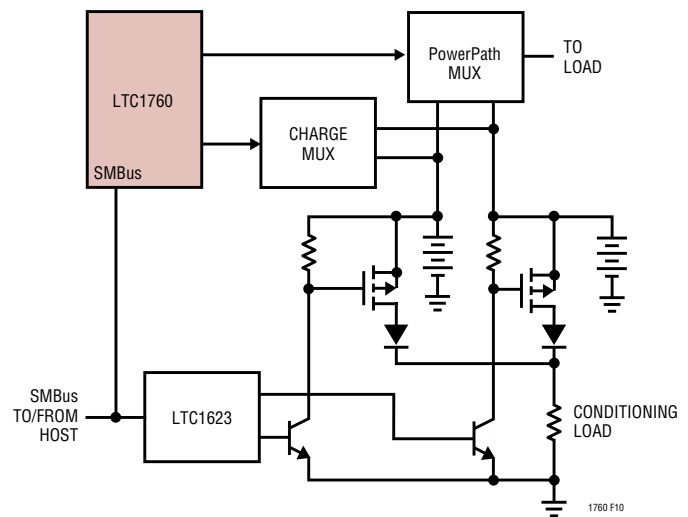 PowerPath
MUX
TO
LOAD
LTC1760
SMBus
CHARGE
MUX
SMBus
TO/FROM
HOST
LTC1623
CONDITIONING
LOAD
1760 F10